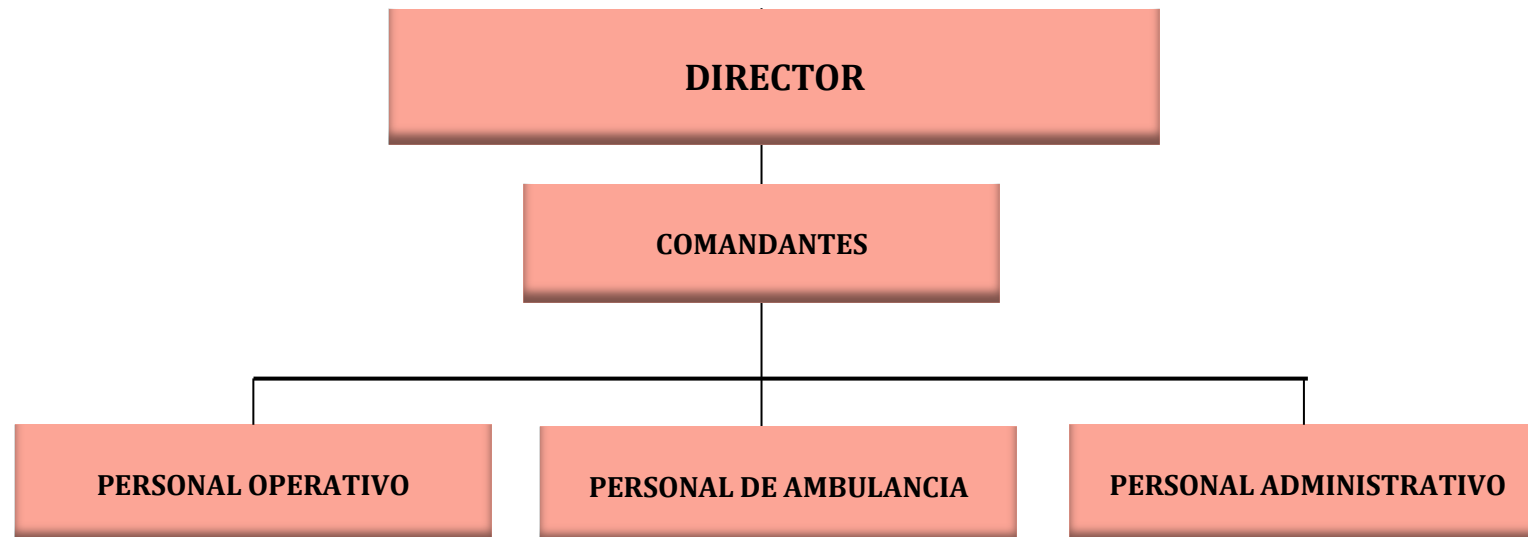 DIRECTOR
COMANDANTES
PERSONAL OPERATIVO
PERSONAL DE AMBULANCIA
PERSONAL ADMINISTRATIVO